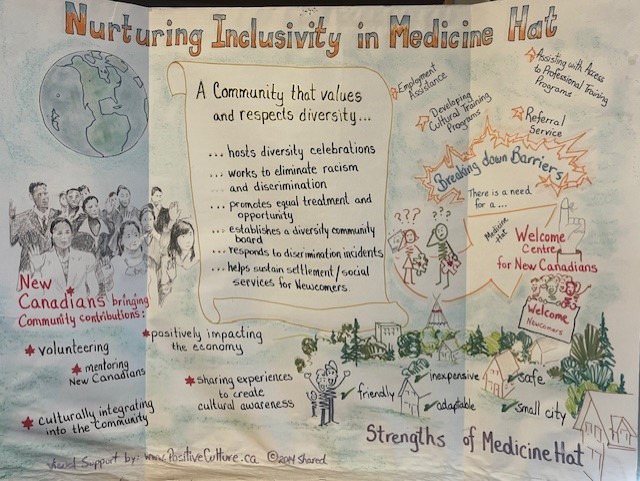 Nurturing Inclusivity in Medicine Hat
A Community that values
and respects diversity...
... hosts diversity celebrations
... works to eliminate racism
and discrimination
... promotes equal treatment and
opportunity
... establishes a diversity community
board
... responds to discrimination incidents
... helps sustain settlement/social
services for Newcomers.
Employment
Assistance
Developing
Cultural Training
Programs
Assisting with Access
to Professional Training
Programs
Referral
Service
Breaking down Barriers
There is a need
for a...
Medicine
Hat
Welcome
Centre
for New Canadians
???
???
Welcome
Newcomers
New
Canadians bringing
Community contributions:
volunteering
mentoring
New Canadians
culturally integrating
into the Community
positively impacting
the economy
sharing experiences
to create
cultural awareness
friendly
inexpensive
adaptable
safe
small city
Strengths of Medicine Hat
Support by: www.PositiveCulture.ca ©2014 Shared